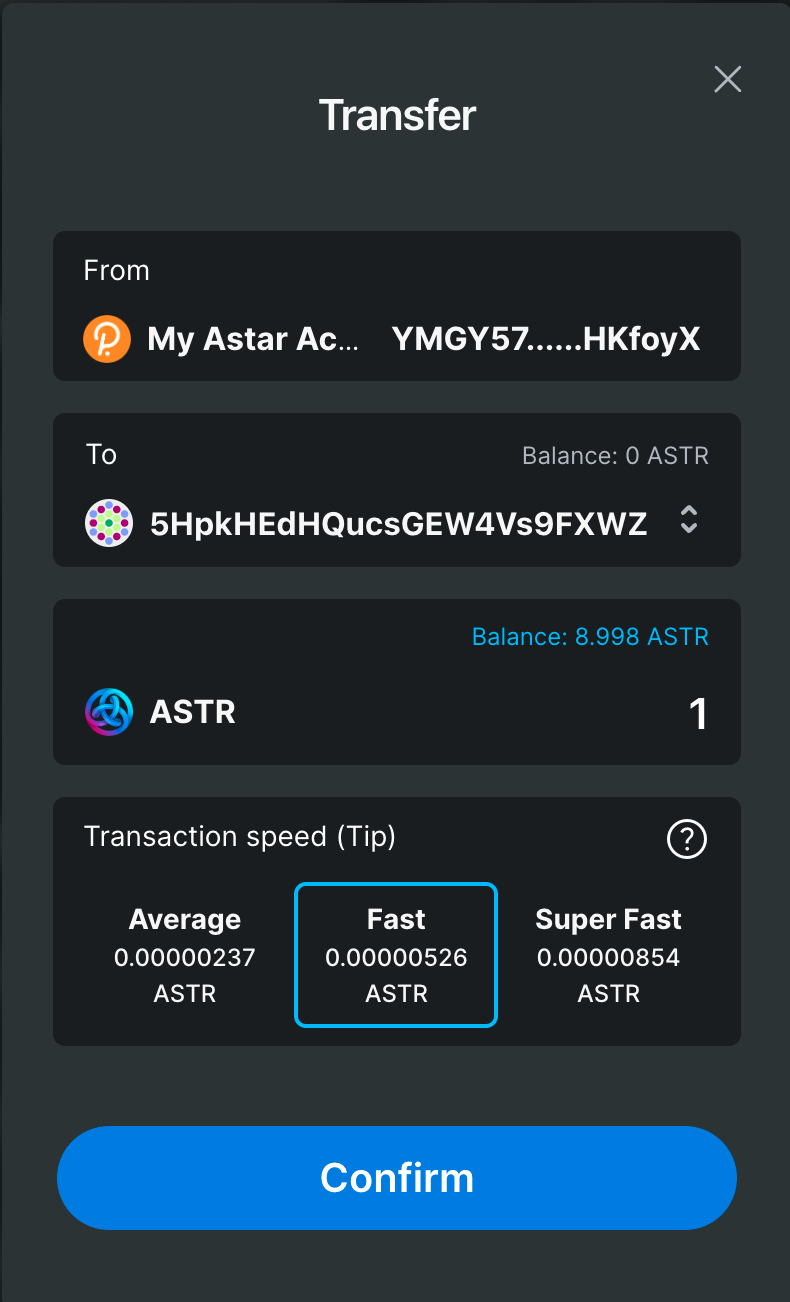 Transfer
From
My Astar Ac... YMGY57......HKfoyX
To Balance: 0 ASTR
5HpkHEdHQucsGEW4Vs9FXWZ
Balance: 8.998 ASTR
ASTR 1
Transaction speed (Tip) ?
Average Fast Super Fast
0.00000237 0.00000526 0.00000854
ASTR ASTR ASTR
Confirm